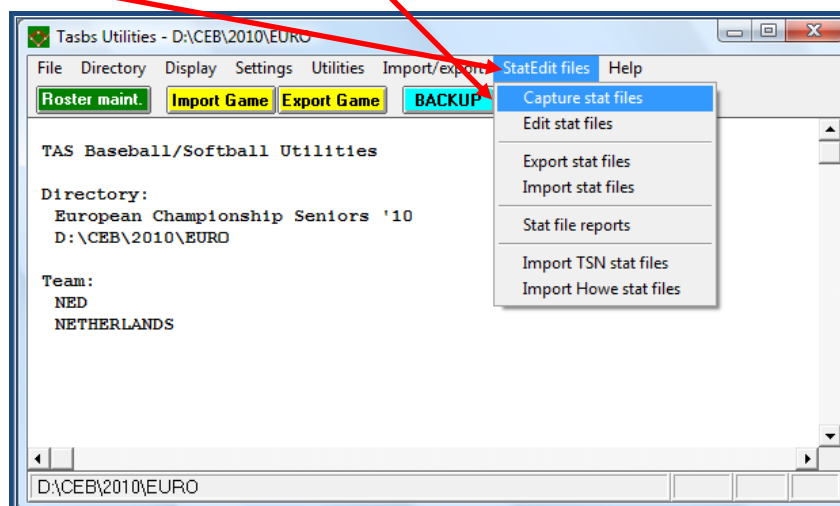 Tasbs Utilities - D:\CEB\2010\EURO
File Directory Display Settings Utilities Import/export StatEdit files Help
Roster maint. Import Game Export Game BACKUP
Capture stat files
Edit stat files
Export stat files
Import stat files
Stat file reports
Import TSN stat files
Import Howe stat files
TAS Baseball/Softball Utilities
Directory:
European Championship Seniors '10
D:\CEB\2010\EURO
Team:
NED
NETHERLANDS
D:\CEB\2010\EURO